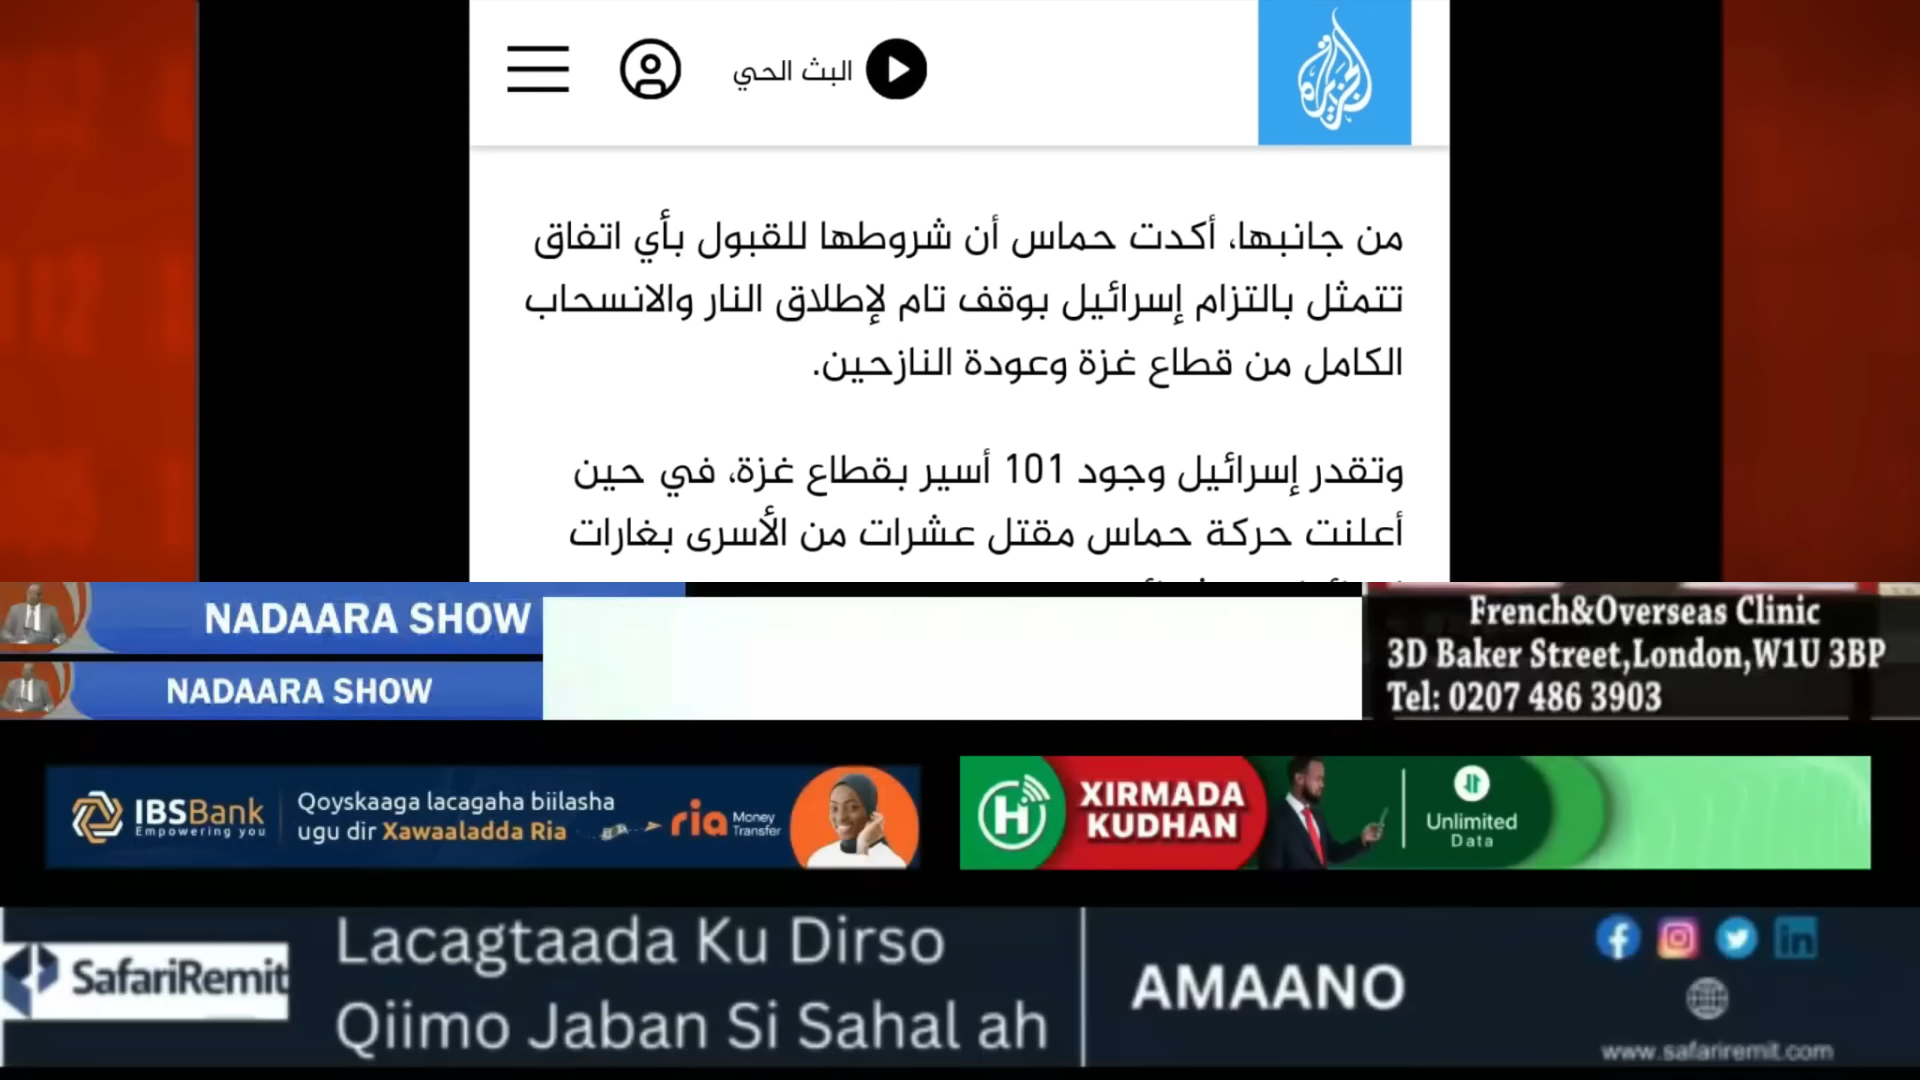 البث الحي
الجزيرة
من جانبها، أكدت حماس أن شروطها للقبول بأي اتفاق
تتمثل بالتزام إسرائيل بوقف تام لإطلاق النار والانسحاب
الكامل من قطاع غزة وعودة النازحين.
وتقدر إسرائيل وجود 101 أسير بقطاع غزة، في حين
أعلنت حركة حماس مقتل عشرات من الأسرى بغارات
NADAARA SHOW
NADAARA SHOW
French&Overseas Clinic
3D Baker Street,London,W1U 3BP
Tel: 0207 486 3903
IBSBank
Empowering you
Qoyskaaga lacagaha biilasha
ugu dir Xawaaladda Ria
ria Money
Transfer
H
XIRMADA
KUDHAN
Unlimited
Data
SafariRemit
Lacagtaada Ku Dirso
Qiimo Jaban Si Sahal ah
AMAANO
www.safariremit.com